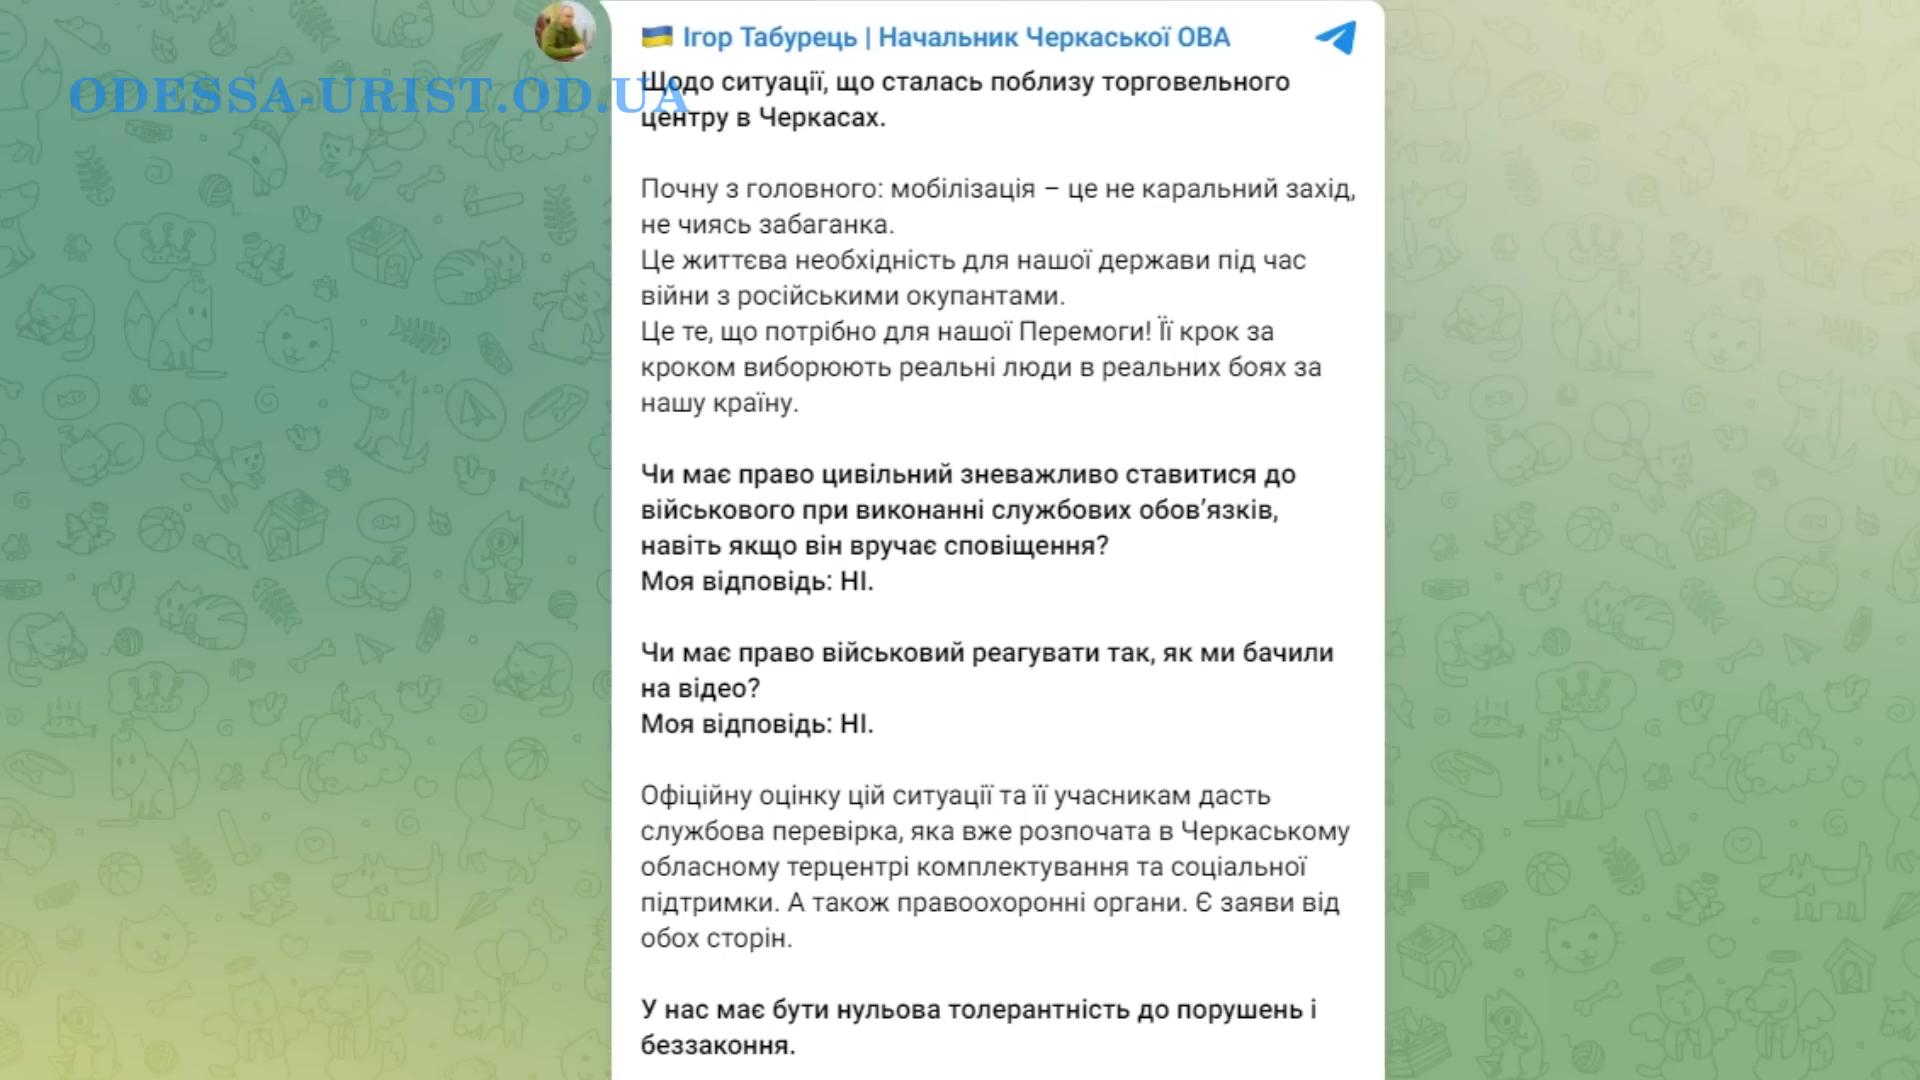 🇺🇦 Ігор Табурець | Начальник Черкаської ОВА
ODESSA-URIST.OD.UA
Щодо ситуації, що сталась поблизу торговельного
центру в Черкасах.
Почну з головного: мобілізація – це не каральний захід,
не чиясь забаганка.
Це життєва необхідність для нашої держави під час
війни з російськими окупантами.
Це те, що потрібно для нашої Перемоги! Її крок за
кроком виборюють реальні люди в реальних боях за
нашу країну.
Чи має право цивільний зневажливо ставитися до
військового при виконанні службових обов’язків,
навіть якщо він вручає сповіщення?
Моя відповідь: НІ.
Чи має право військовий реагувати так, як ми бачили
на відео?
Моя відповідь: НІ.
Офіційну оцінку цій ситуації та її учасникам дасть
службова перевірка, яка вже розпочата в Черкаському
обласному терцентрі комплектування та соціальної
підтримки. А також правоохоронні органи. Є заяви від
обох сторін.
У нас має бути нульова толерантність до порушень і
беззаконня.